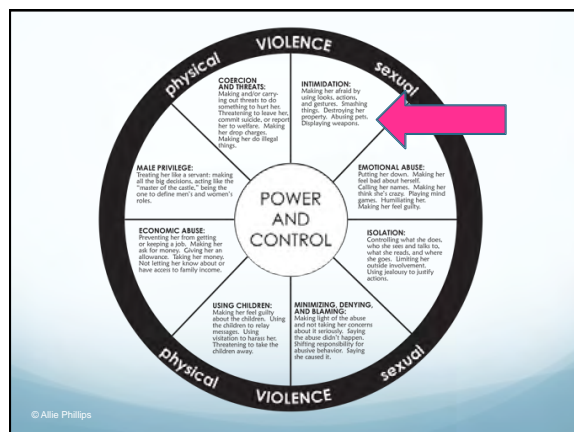 physical VIOLENCE sexual
COERCION
AND THREATS:
Making and/or carry-
ing out threats to do
something to hurt her.
Threatening to leave her,
commit suicide, or report
her to welfare. Making
her drop charges.
Making her do illegal
things.
INTIMIDATION:
Making her afraid by
using looks, actions,
and gestures. Smashing
things. Destroying her
property. Abusing pets.
Displaying weapons.
MALE PRIVILEGE:
Treating her like a servant: making
all the big decisions, acting like the
“master of the castle,” being the
one to define men’s and women’s
roles.
EMOTIONAL ABUSE:
Putting her down. Making her
feel bad about herself.
Calling her names. Making her
think she’s crazy. Playing mind
games. Humiliating her.
Making her feel guilty.
POWER
AND
CONTROL
ECONOMIC ABUSE:
Preventing her from getting
or keeping a job. Making her
ask for money. Giving her an
allowance. Taking her money.
Not letting her know about or
have access to family income.
ISOLATION:
Controlling what she does,
who she sees and talks to,
what she reads, and where
she goes. Limiting her
outside involvement.
Using jealousy to justify
actions.
USING CHILDREN:
Making her feel guilty
about the children. Using
the children to relay
messages. Using
visitation to harass her.
Threatening to take the
children away.
MINIMIZING, DENYING,
AND BLAMING:
Making light of the abuse
and not taking her concerns
about it seriously. Saying
the abuse didn’t happen.
Shifting responsibility for
abusive behavior. Saying
she caused it.
physical VIOLENCE sexual
© Allie Phillips